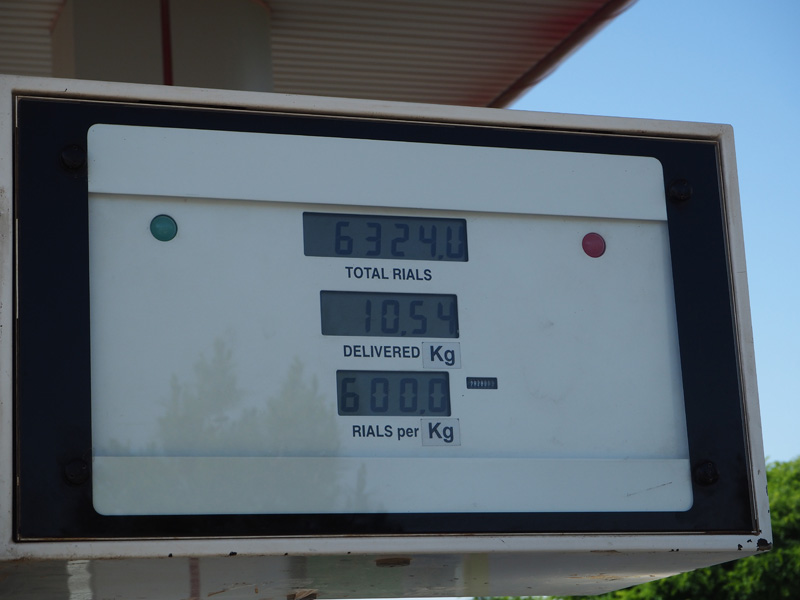 6324.0
TOTAL RIALS
10.54
DELIVERED Kg
600.0
RIALS per Kg